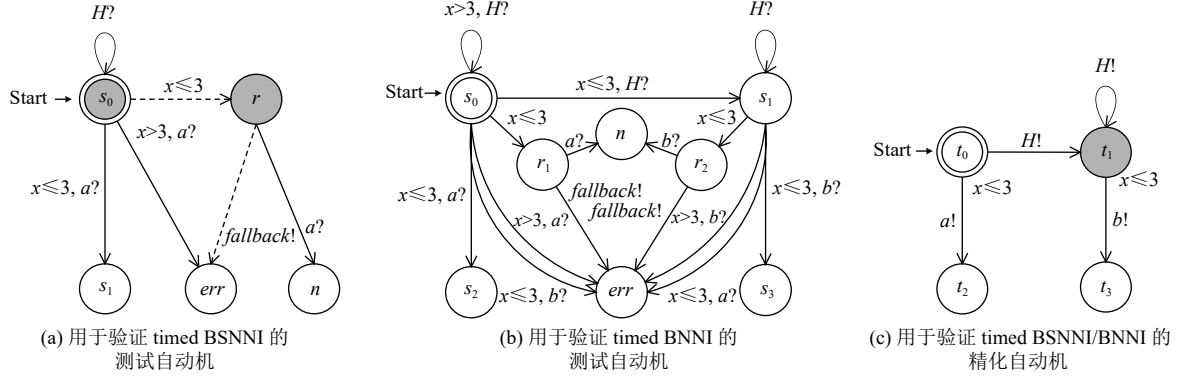 H?
Start
s₀
x≤3
r
x>3, a?
x≤3, a?
fallback!
a?
s₁
err
n
(a) 用于验证 timed BSNNI 的
测试自动机
x>3, H?
H?
Start
s₀
x≤3, H?
s₁
x≤3
x≤3
n
a?
b?
r₁
r₂
x≤3, a?
x≤3, b?
fallback!
fallback!
x>3, a?
x>3, b?
s₂
x≤3, b?
err
x≤3, a?
s₃
(b) 用于验证 timed BNNI 的
测试自动机
H!
Start
t₀
H!
t₁
x≤3
x≤3
a!
b!
t₂
t₃
(c) 用于验证 timed BSNNI/BNNI 的
精化自动机